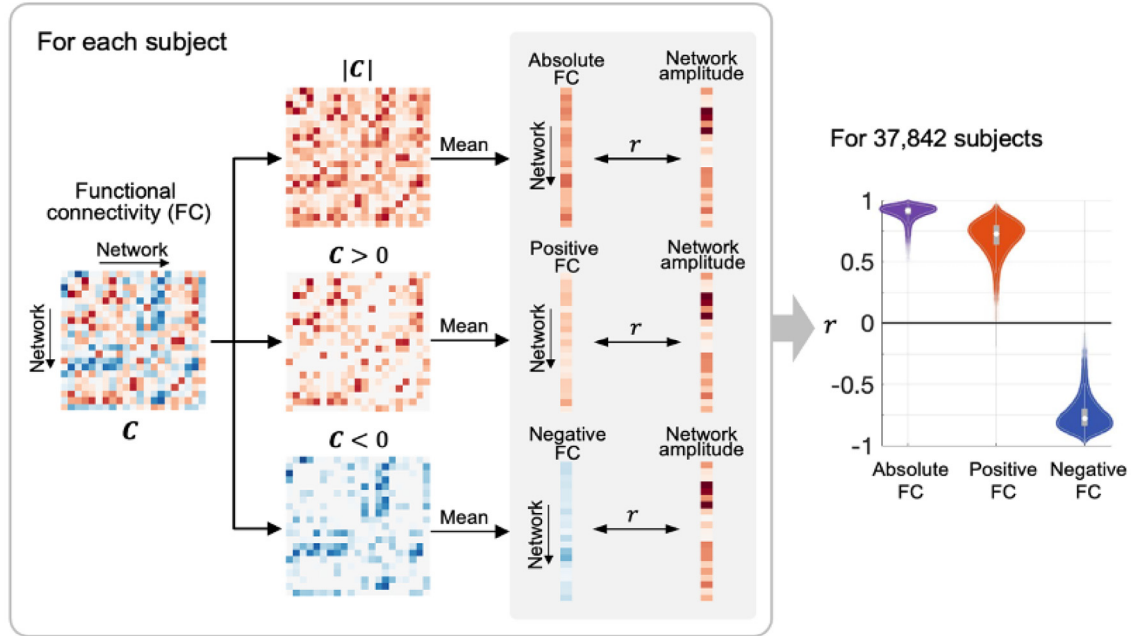 For each subject
Functional
connectivity (FC)
Network
Network
C
|C|
Mean
Absolute
FC
Network
r
Network
amplitude
C > 0
Mean
Positive
FC
Network
r
Network
amplitude
C < 0
Mean
Negative
FC
Network
r
Network
amplitude
For 37,842 subjects
r
1
0.5
0
-0.5
-1
Absolute
FC
Positive
FC
Negative
FC